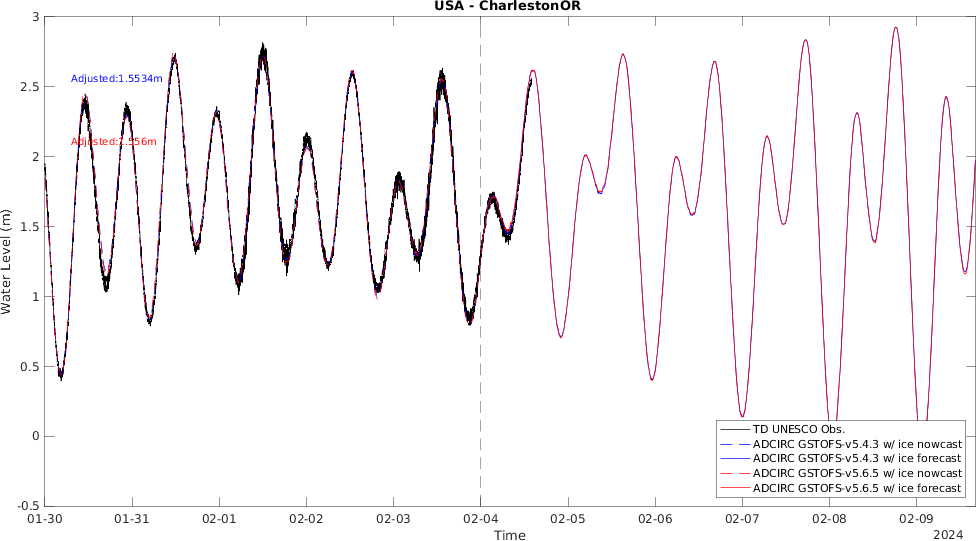 USA - CharlestonOR
3
2.5
2
1.5
1
0.5
0
-0.5
Water Level (m)
Adjusted:1.5534m
01-30
01-31
02-01
02-02
02-03
02-04
02-05
02-06
02-07
02-08
02-09
Time
2024
TD UNESCO Obs.
ADCIRC GSTOFS-v5.4.3 w/ ice nowcast
ADCIRC GSTOFS-v5.4.3 w/ ice forecast
ADCIRC GSTOFS-v5.6.5 w/ ice nowcast
ADCIRC GSTOFS-v5.6.5 w/ ice forecast